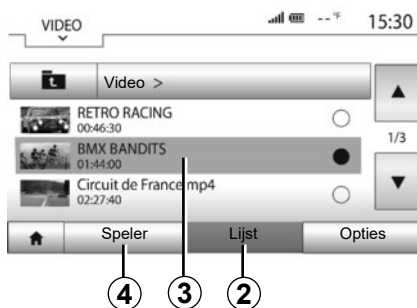 VIDEO
--°F
15:30
Video >
RETRO RACING
00:46:30
BMX BANDITS
01:44:00
1/3
Circuit de France mp4
02:27:40
Speler
Lijst
Opties
4
3
2